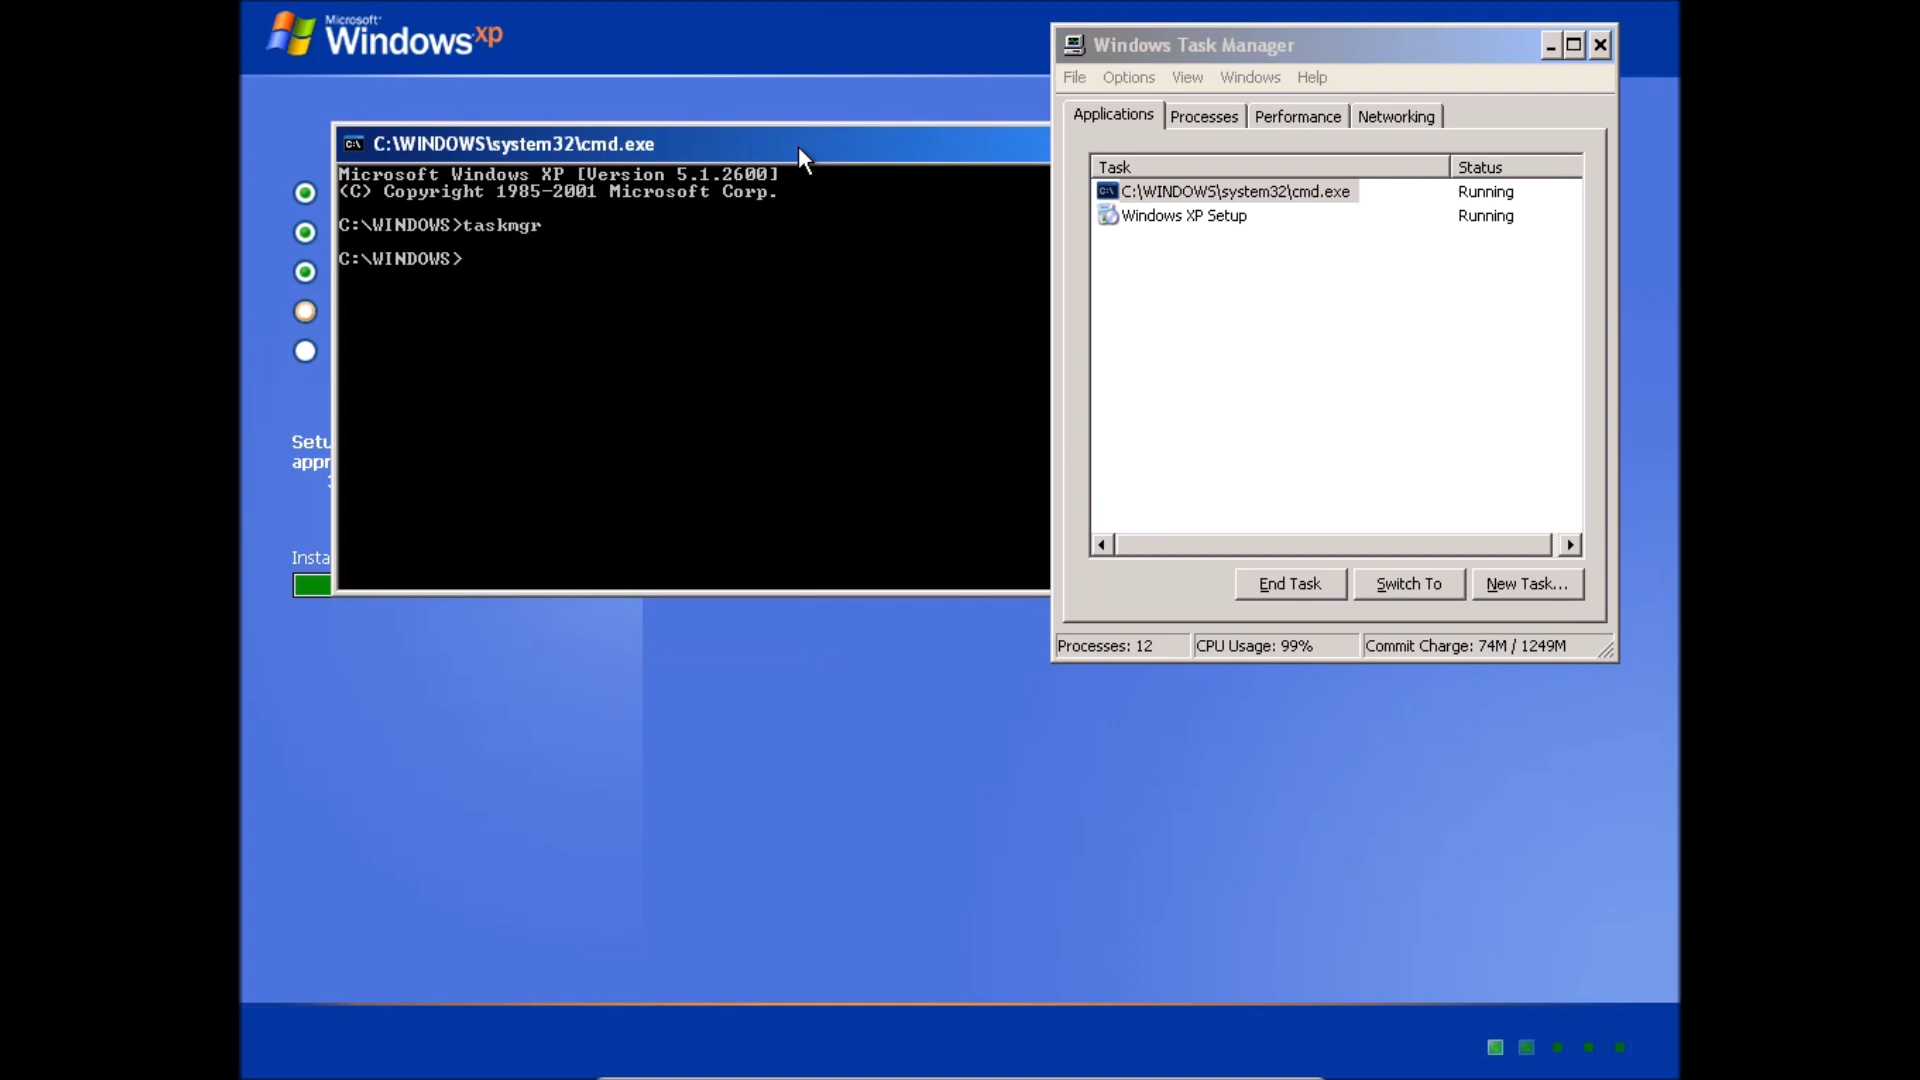 Microsoft
Windows xp
C:\WINDOWS\system32\cmd.exe
Microsoft Windows XP [Version 5.1.2600]
(C) Copyright 1985-2001 Microsoft Corp.
C:\WINDOWS>taskmgr
C:\WINDOWS>
Setu
appr
Insta
Windows Task Manager
File Options View Windows Help
Applications Processes Performance Networking
Task Status
C:\WINDOWS\system32\cmd.exe Running
Windows XP Setup Running
End Task Switch To New Task...
Processes: 12 CPU Usage: 99% Commit Charge: 74M / 1249M